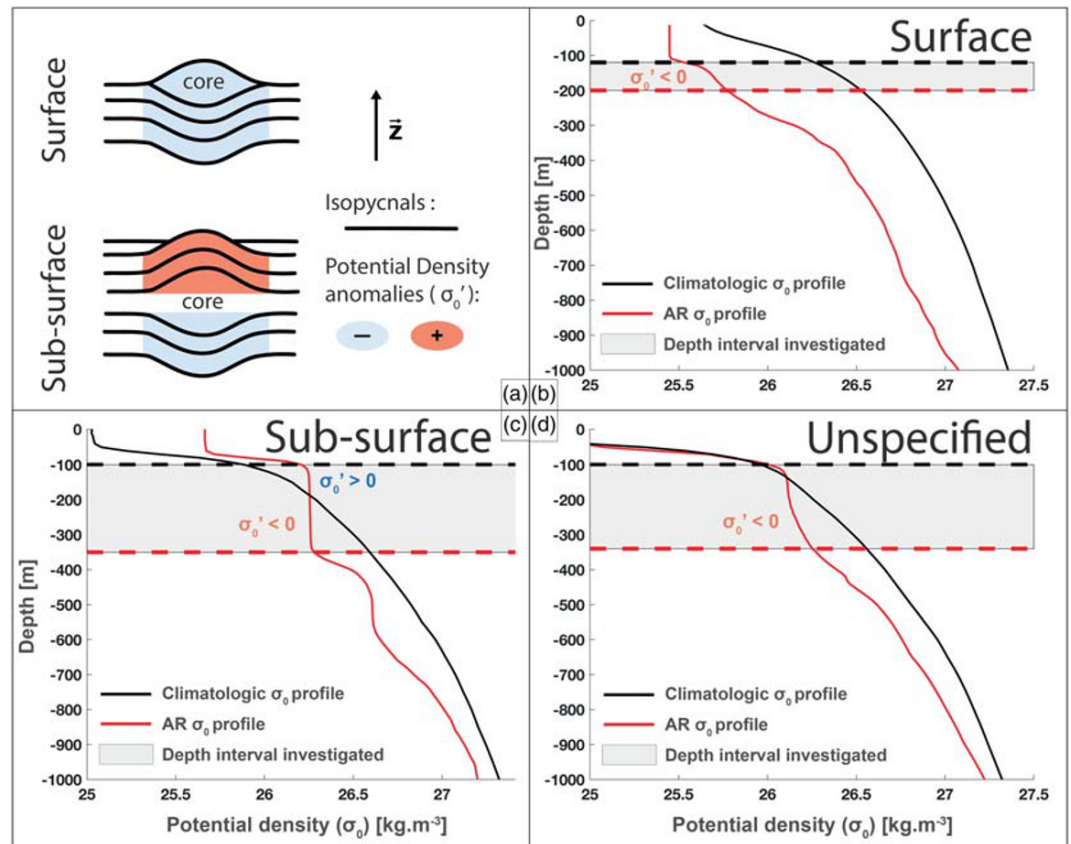 Surface
core
z
Isopycnals :
Sub-surface
core
Potential Density
anomalies ( σ₀'):
−
+
(a)
(b)
(c)
(d)
Surface
0
-100
-200
-300
-400
-500
-600
-700
-800
-900
-1000
Depth [m]
σ₀' < 0
Climatologic σ₀ profile
AR σ₀ profile
Depth interval investigated
25
25.5
26
26.5
27
27.5
Sub-surface
0
-100
-200
-300
-400
-500
-600
-700
-800
-900
-1000
Depth [m]
σ₀' > 0
σ₀' < 0
Climatologic σ₀ profile
AR σ₀ profile
Depth interval investigated
25
25.5
26
26.5
27
Potential density (σ₀) [kg.m⁻³]
Unspecified
0
-100
-200
-300
-400
-500
-600
-700
-800
-900
-1000
σ₀' < 0
Climatologic σ₀ profile
AR σ₀ profile
Depth interval investigated
25
25.5
26
26.5
27
27.5
Potential density (σ₀) [kg.m⁻³]